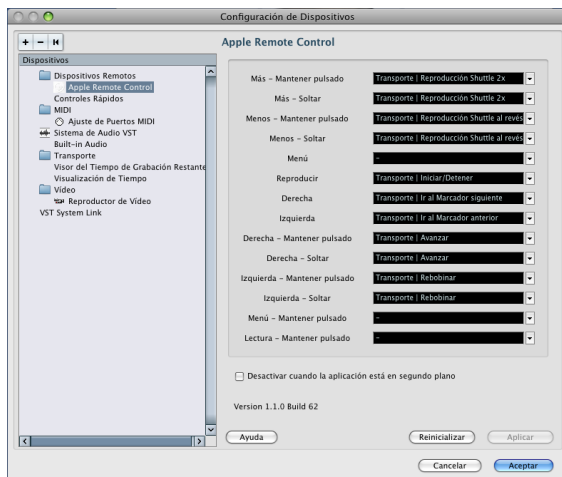 Configuración de Dispositivos
Dispositivos
Dispositivos Remotos
Apple Remote Control
Controles Rápidos
MIDI
Ajuste de Puertos MIDI
Sistema de Audio VST
Built-in Audio
Transporte
Visor del Tiempo de Grabación Restante
Visualización de Tiempo
Vídeo
Reproductor de Vídeo
VST System Link
Apple Remote Control
Más - Mantener pulsado Transporte | Reproducción Shuttle 2x
Más - Soltar Transporte | Reproducción Shuttle 2x
Menos - Mantener pulsado Transporte | Reproducción Shuttle al revés
Menos - Soltar Transporte | Reproducción Shuttle al revés
Menú -
Reproducir Transporte | Iniciar/Detener
Derecha Transporte | Ir al Marcador siguiente
Izquierda Transporte | Ir al Marcador anterior
Derecha - Mantener pulsado Transporte | Avanzar
Derecha - Soltar Transporte | Avanzar
Izquierda - Mantener pulsado Transporte | Rebobinar
Izquierda - Soltar Transporte | Rebobinar
Menú - Mantener pulsado -
Lectura - Mantener pulsado -
Desactivar cuando la aplicación está en segundo plano
Version 1.1.0 Build 62
Ayuda Reinicializar Aplicar
Cancelar Aceptar